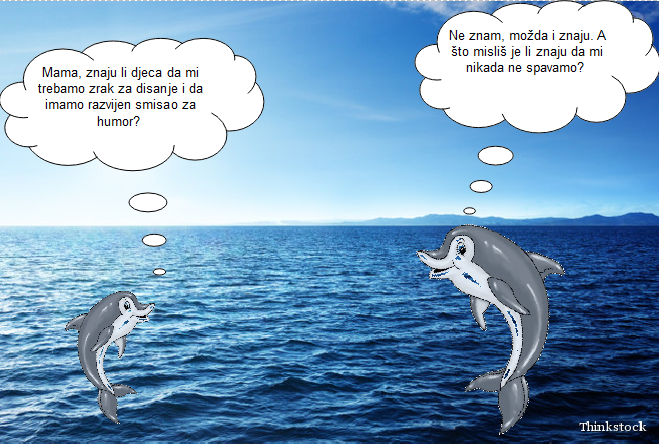 Mama, znaju li djeca da mi
trebamo zrak za disanje i da
imamo razvijen smisao za
humor?
Ne znam, možda i znaju. A
što misliš je li znaju da mi
nikada ne spavamo?
Thinkstock